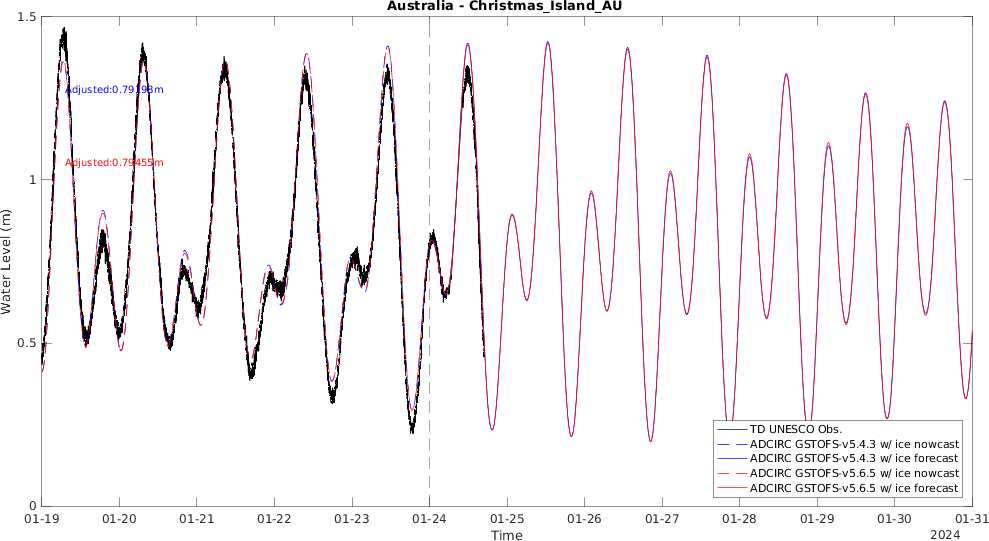 Australia - Christmas_Island_AU
1.5
1
0.5
0
Water Level (m)
Adjusted:0.79193m
Adjusted:0.79455m
TD UNESCO Obs.
ADCIRC GSTOFS-v5.4.3 w/ ice nowcast
ADCIRC GSTOFS-v5.4.3 w/ ice forecast
ADCIRC GSTOFS-v5.6.5 w/ ice nowcast
ADCIRC GSTOFS-v5.6.5 w/ ice forecast
01-19 01-20 01-21 01-22 01-23 01-24 01-25 01-26 01-27 01-28 01-29 01-30 01-31
Time
2024